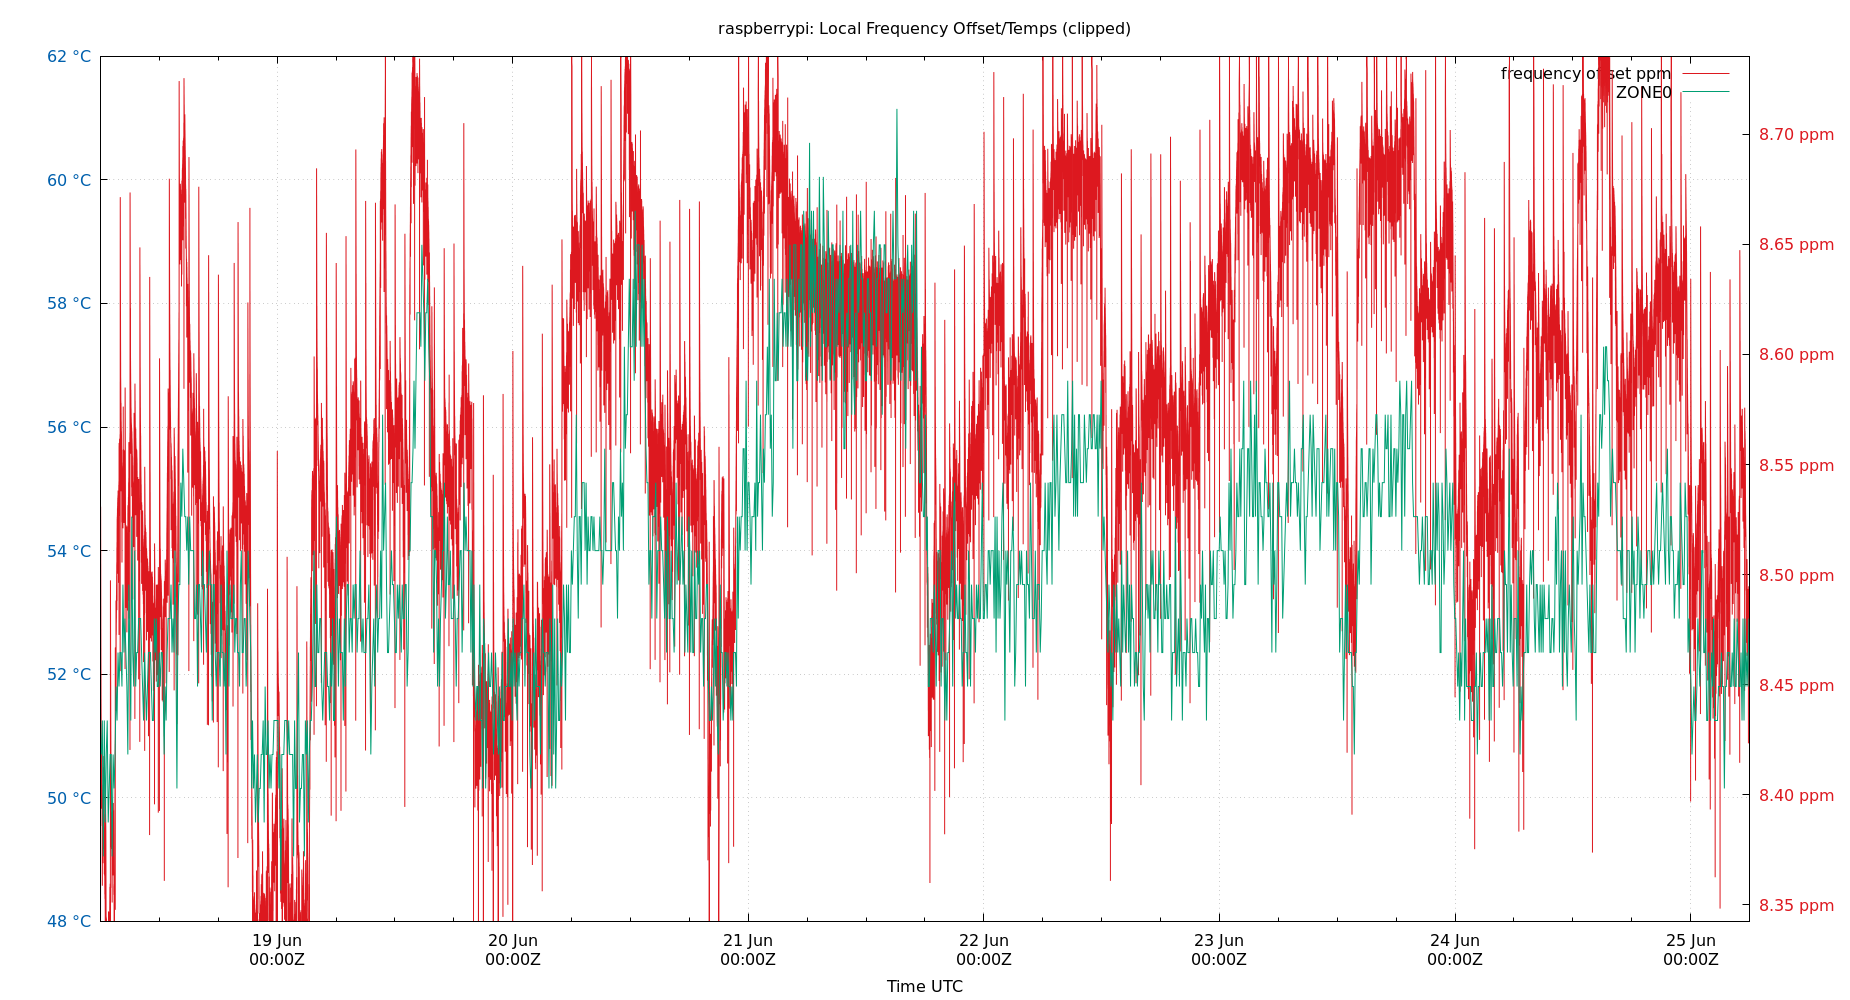 raspberrypi: Local Frequency Offset/Temps (clipped)
62 °C
60 °C
58 °C
56 °C
54 °C
52 °C
50 °C
48 °C
frequency offset ppm
ZONE0
8.70 ppm
8.65 ppm
8.60 ppm
8.55 ppm
8.50 ppm
8.45 ppm
8.40 ppm
8.35 ppm
19 Jun
00:00Z
20 Jun
00:00Z
21 Jun
00:00Z
22 Jun
00:00Z
23 Jun
00:00Z
24 Jun
00:00Z
25 Jun
00:00Z
Time UTC